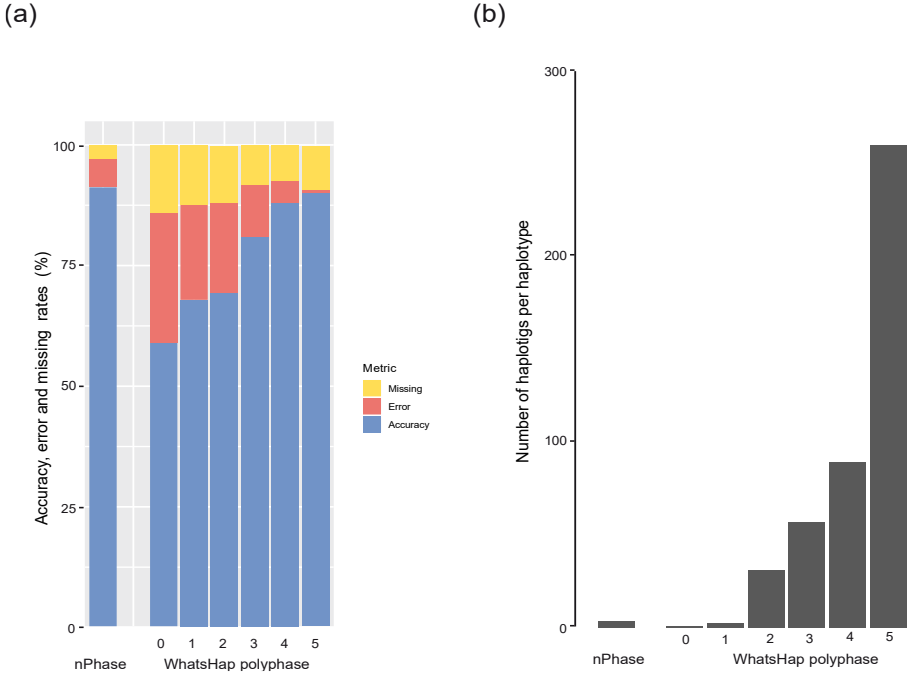 (a)
100
75
50
25
0
Accuracy, error and missing rates (%)
0 1 2 3 4 5
nPhase WhatsHap polyphase
Metric
Missing
Error
Accuracy
(b)
300
200
100
0
Number of haplotigs per haplotype
0 1 2 3 4 5
nPhase WhatsHap polyphase